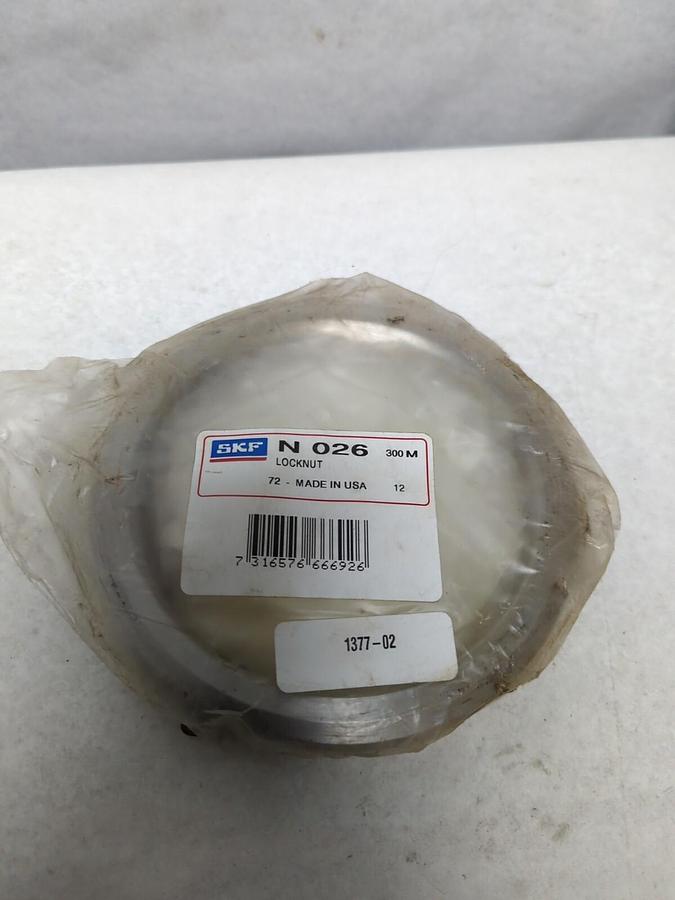 SKF N 026 300 M
LOCKNUT
72 - MADE IN USA 12
7 316576 666926
1377-02